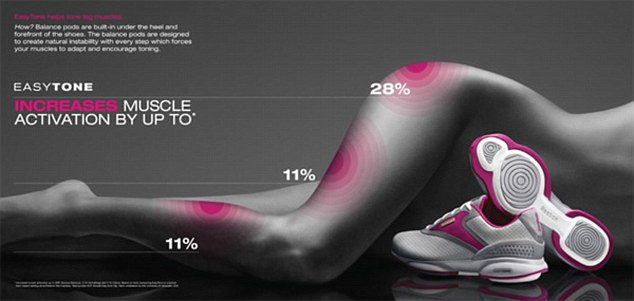 EasyTone helps tone leg muscles.
How? Balance pods are built-in under the heel and
forefront of the shoes. The balance pods are designed
to create natural instability with every step which forces
your muscles to adapt and encourage toning.
EASYTONE
INCREASES MUSCLE
ACTIVATION BY UP TO*
28%
11%
11%